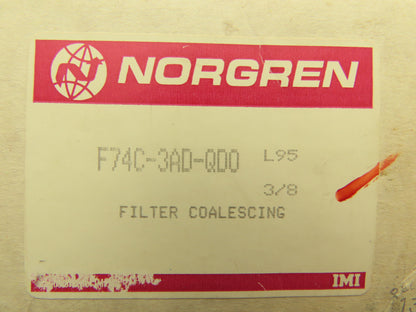 NORGREN
F74C-3AD-QD0 L95
3/8
FILTER COALESCING
IMI